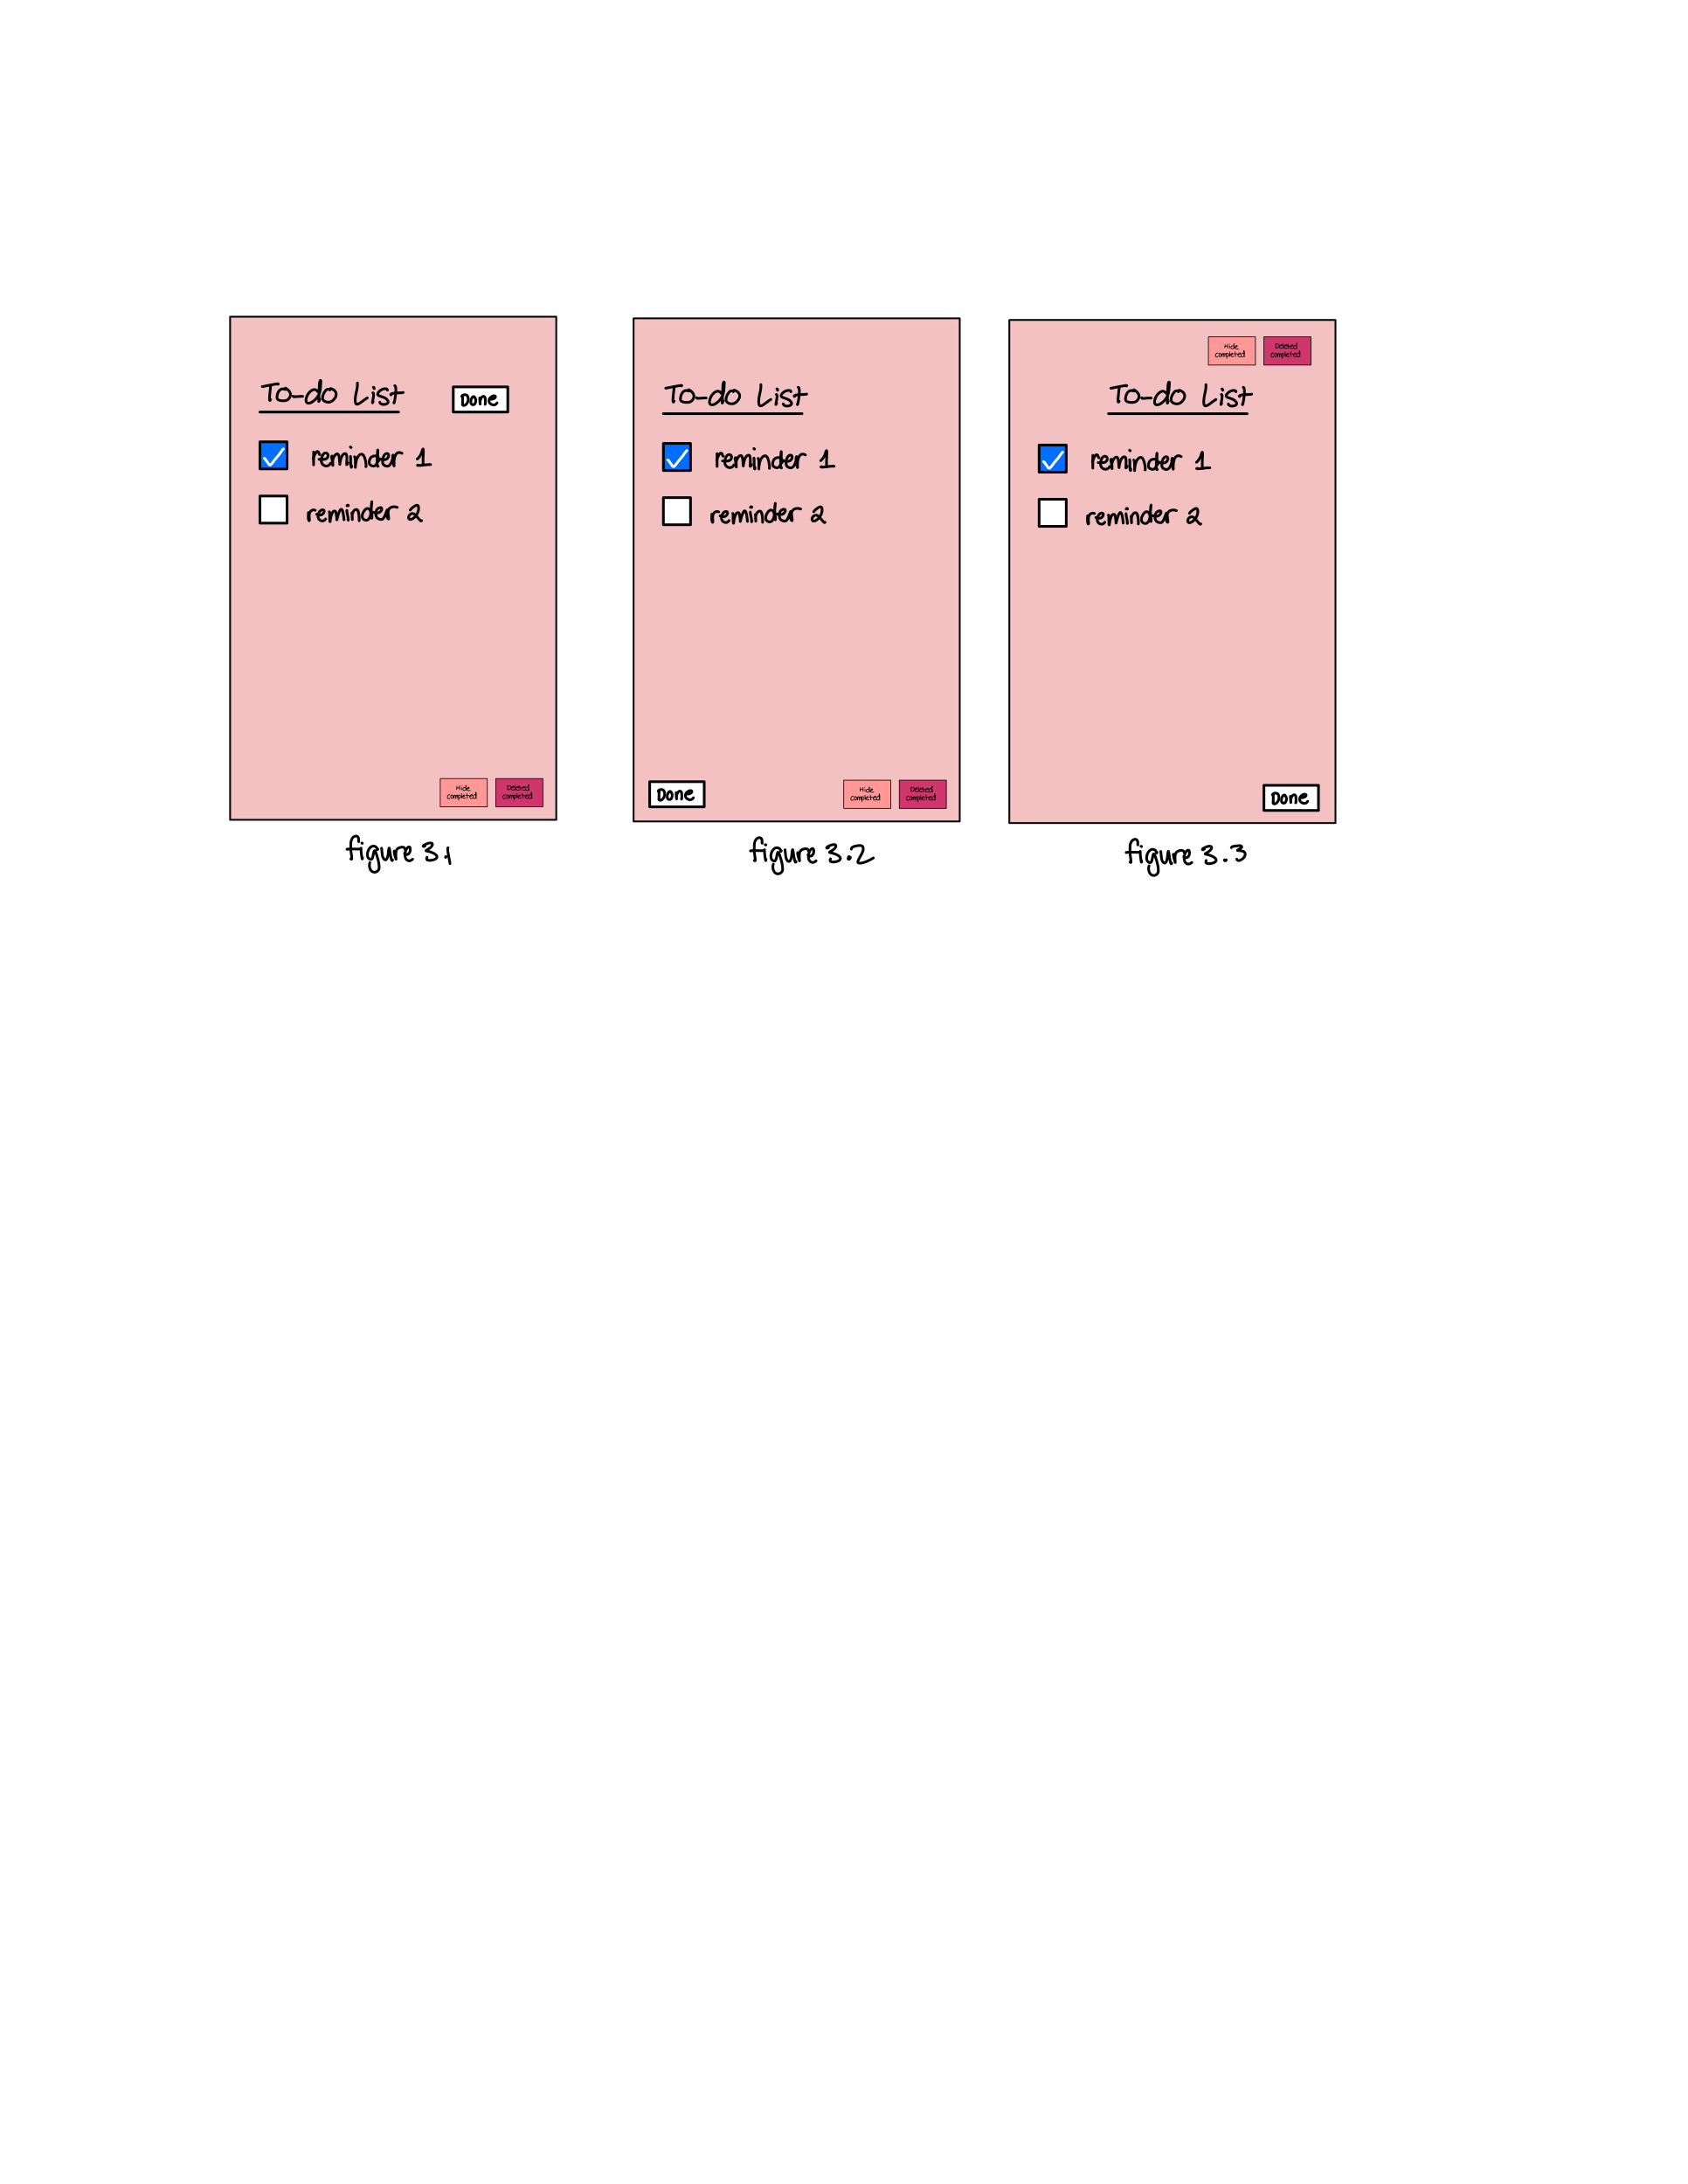 To-do List
Done
reminder 1
reminder 2
Hide
completed
Deleted
completed
figure 3.1
To-do List
reminder 1
reminder 2
Done
Hide
completed
Deleted
completed
figure 3.2
Hide
completed
Deleted
completed
To-do List
reminder 1
reminder 2
Done
figure 3.3